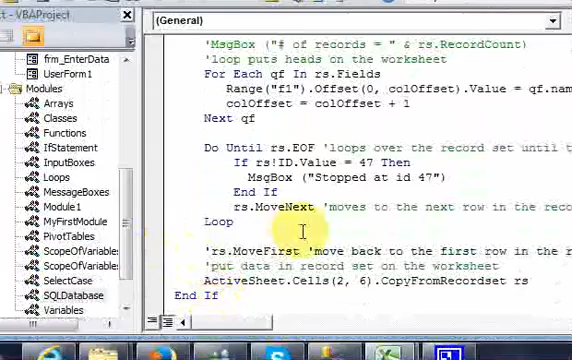 t - VBAProject
(General)
frm_EnterData
UserForm1
Modules
Arrays
Classes
Functions
IfStatement
InputBoxes
Loops
MessageBoxes
Module1
MyFirstModule
PivotTables
ScopeOfVariable
ScopeOfVariable
SelectCase
SQLDatabase
Variables
'MsgBox ("# of records = " & rs.RecordCount)
'loop puts heads on the worksheet
For Each qf In rs.Fields
Range("f1").Offset(0, colOffset).Value = qf.nam
colOffset = colOffset + 1
Next qf
Do Until rs.EOF 'loops over the record set until t
If rs!ID.Value = 47 Then
MsgBox ("Stopped at id 47")
End If
rs.MoveNext 'moves to the next row in the reco
Loop
'rs.MoveFirst 'move back to the first row in the r
'put data in record set on the worksheet
ActiveSheet.Cells(2, 6).CopyFromRecordset rs
End If